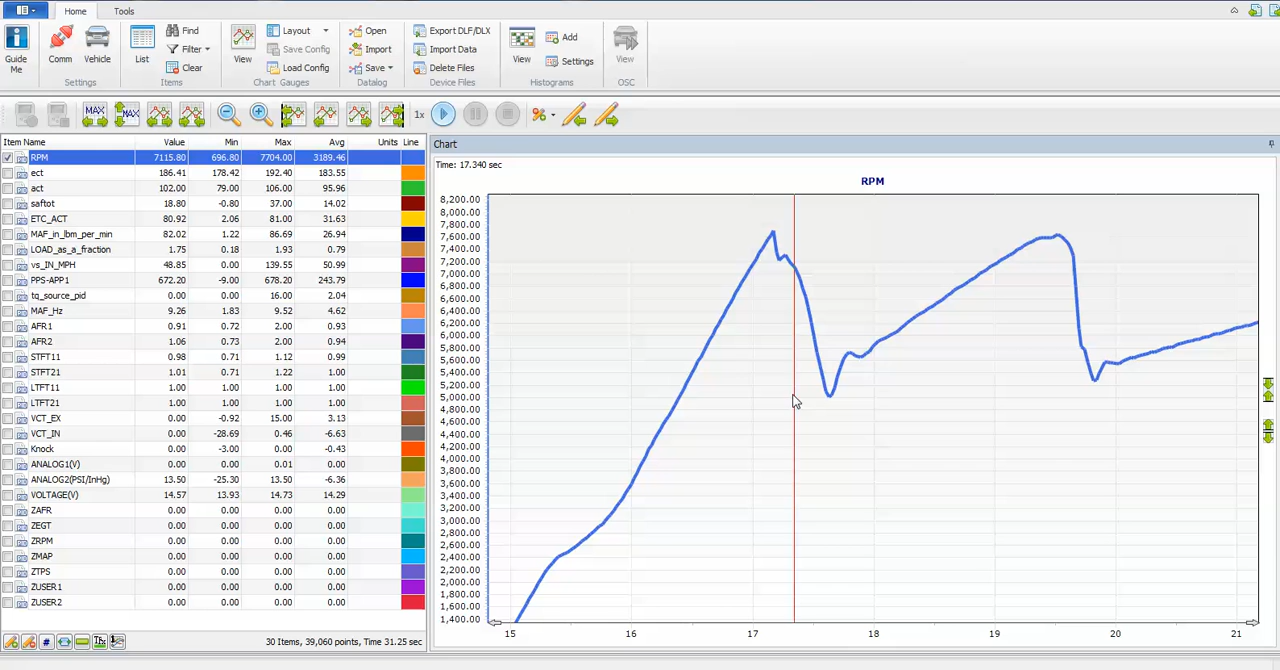 Home Tools
Guide Me
Comm Vehicle
Settings
List
Find
Filter
Clear
Items
View
Layout
Save Config
Load Config
Chart Gauges
Open
Import
Save
Datalog
Export DLF/DLX
Import Data
Delete Files
Device Files
View
Add
Settings
Histograms
View
OSC
MAX MAX 1x
Item Name Value Min Max Avg Units Line
RPM 7115.80 696.80 7704.00 3189.46
ect 186.41 178.42 192.40 183.55
act 102.00 79.00 106.00 95.96
saftot 18.80 -0.80 37.00 14.02
ETC_ACT 80.92 2.06 81.00 31.63
MAF_in_lbm_per_min 82.02 1.22 86.69 26.94
LOAD_as_a_fraction 1.75 0.18 1.93 0.79
vs_IN_MPH 48.85 0.00 139.55 50.99
PPS-APP1 672.20 -9.00 678.20 243.79
tq_source_pid 0.00 0.00 16.00 2.04
MAF_Hz 9.26 1.83 9.52 4.62
AFR1 0.91 0.72 2.00 0.93
AFR2 1.06 0.73 2.00 0.94
STFT11 0.98 0.71 1.12 0.99
STFT21 1.01 0.71 1.22 1.00
LTFT11 1.00 1.00 1.00 1.00
LTFT21 1.00 1.00 1.00 1.00
VCT_EX 0.00 -0.92 15.00 3.13
VCT_IN 0.00 -28.69 0.46 -6.63
Knock 0.00 -3.00 0.00 -0.43
ANALOG1(V) 0.00 0.00 0.01 0.00
ANALOG2(PSI/InHg) 13.50 -25.30 13.50 -6.36
VOLTAGE(V) 14.57 13.93 14.73 14.29
ZAFR 0.00 0.00 0.00 0.00
ZEGT 0.00 0.00 0.00 0.00
ZRPM 0.00 0.00 0.00 0.00
ZMAP 0.00 0.00 0.00 0.00
ZTPS 0.00 0.00 0.00 0.00
ZUSER1 0.00 0.00 0.00 0.00
ZUSER2 0.00 0.00 0.00 0.00
30 Items, 39,060 points, Time 31.25 sec
Chart
Time: 17.340 sec
RPM
8,200.00
8,000.00
7,800.00
7,600.00
7,400.00
7,200.00
7,000.00
6,800.00
6,600.00
6,400.00
6,200.00
6,000.00
5,800.00
5,600.00
5,400.00
5,200.00
5,000.00
4,800.00
4,600.00
4,400.00
4,200.00
4,000.00
3,800.00
3,600.00
3,400.00
3,200.00
3,000.00
2,800.00
2,600.00
2,400.00
2,200.00
2,000.00
1,800.00
1,600.00
1,400.00
15 16 17 18 19 20 21